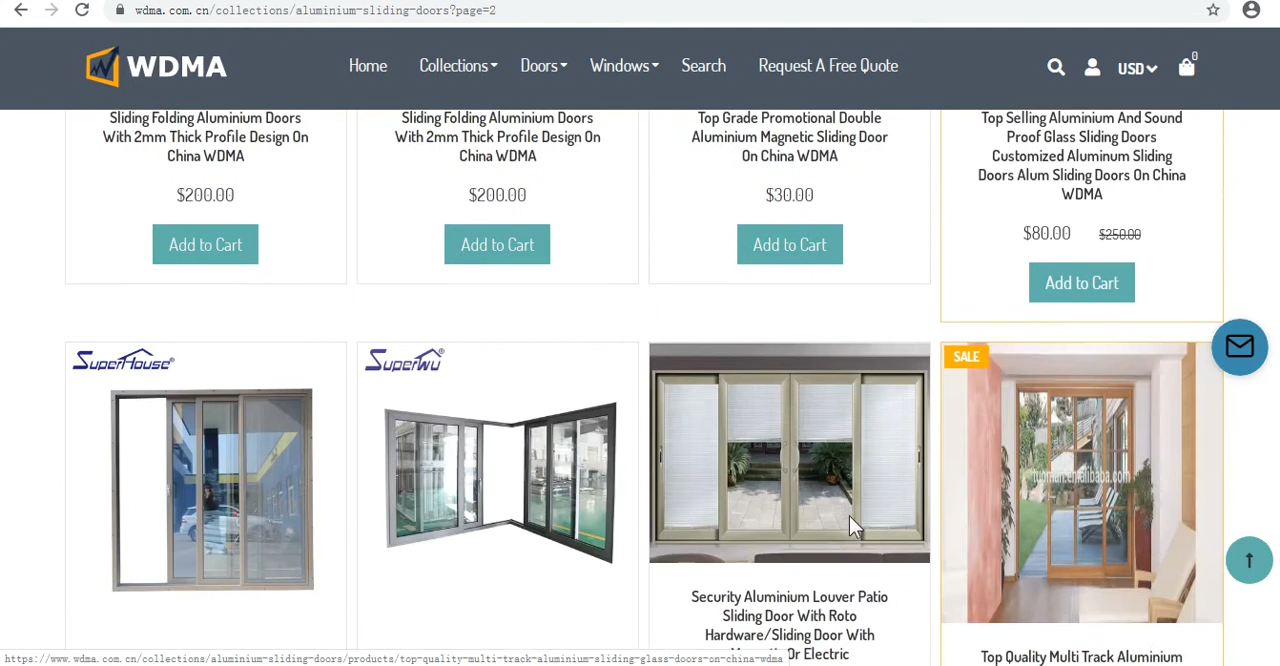 wdma.com.cn/collections/aluminium-sliding-doors?page=2
WDMA
Home
Collections
Doors
Windows
Search
Request A Free Quote
USD
0
Sliding Folding Aluminium Doors
With 2mm Thick Profile Design On
China WDMA
$200.00
Add to Cart
Sliding Folding Aluminium Doors
With 2mm Thick Profile Design On
China WDMA
$200.00
Add to Cart
Top Grade Promotional Double
Aluminium Magnetic Sliding Door
On China WDMA
$30.00
Add to Cart
Top Selling Aluminium And Sound
Proof Glass Sliding Doors
Customized Aluminum Sliding
Doors Alum Sliding Doors On China
WDMA
$80.00 $250.00
Add to Cart
SUPERHOUSE®
SUPERWU®
Security Aluminium Louver Patio
Sliding Door With Roto
Hardware/Sliding Door With
Or Electric
SALE
Top Quality Multi Track Aluminium
https://www.wdma.com.cn/collections/aluminium-sliding-doors/products/top-quality-multi-track-aluminium-sliding-glass-doors-on-china-wdma